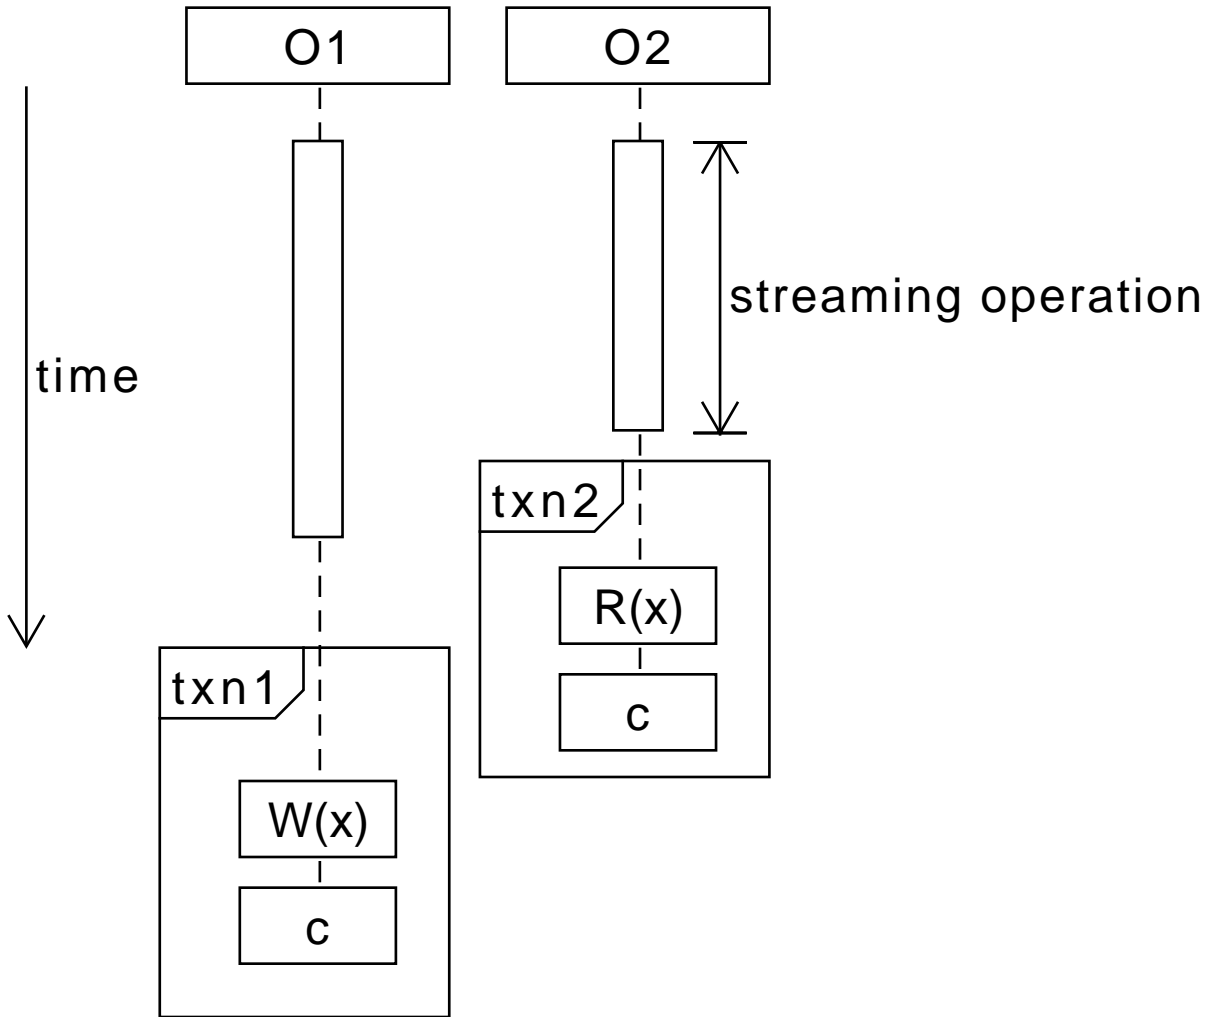 O1
O2
streaming operation
time
txn2
R(x)
txn1
c
W(x)
c